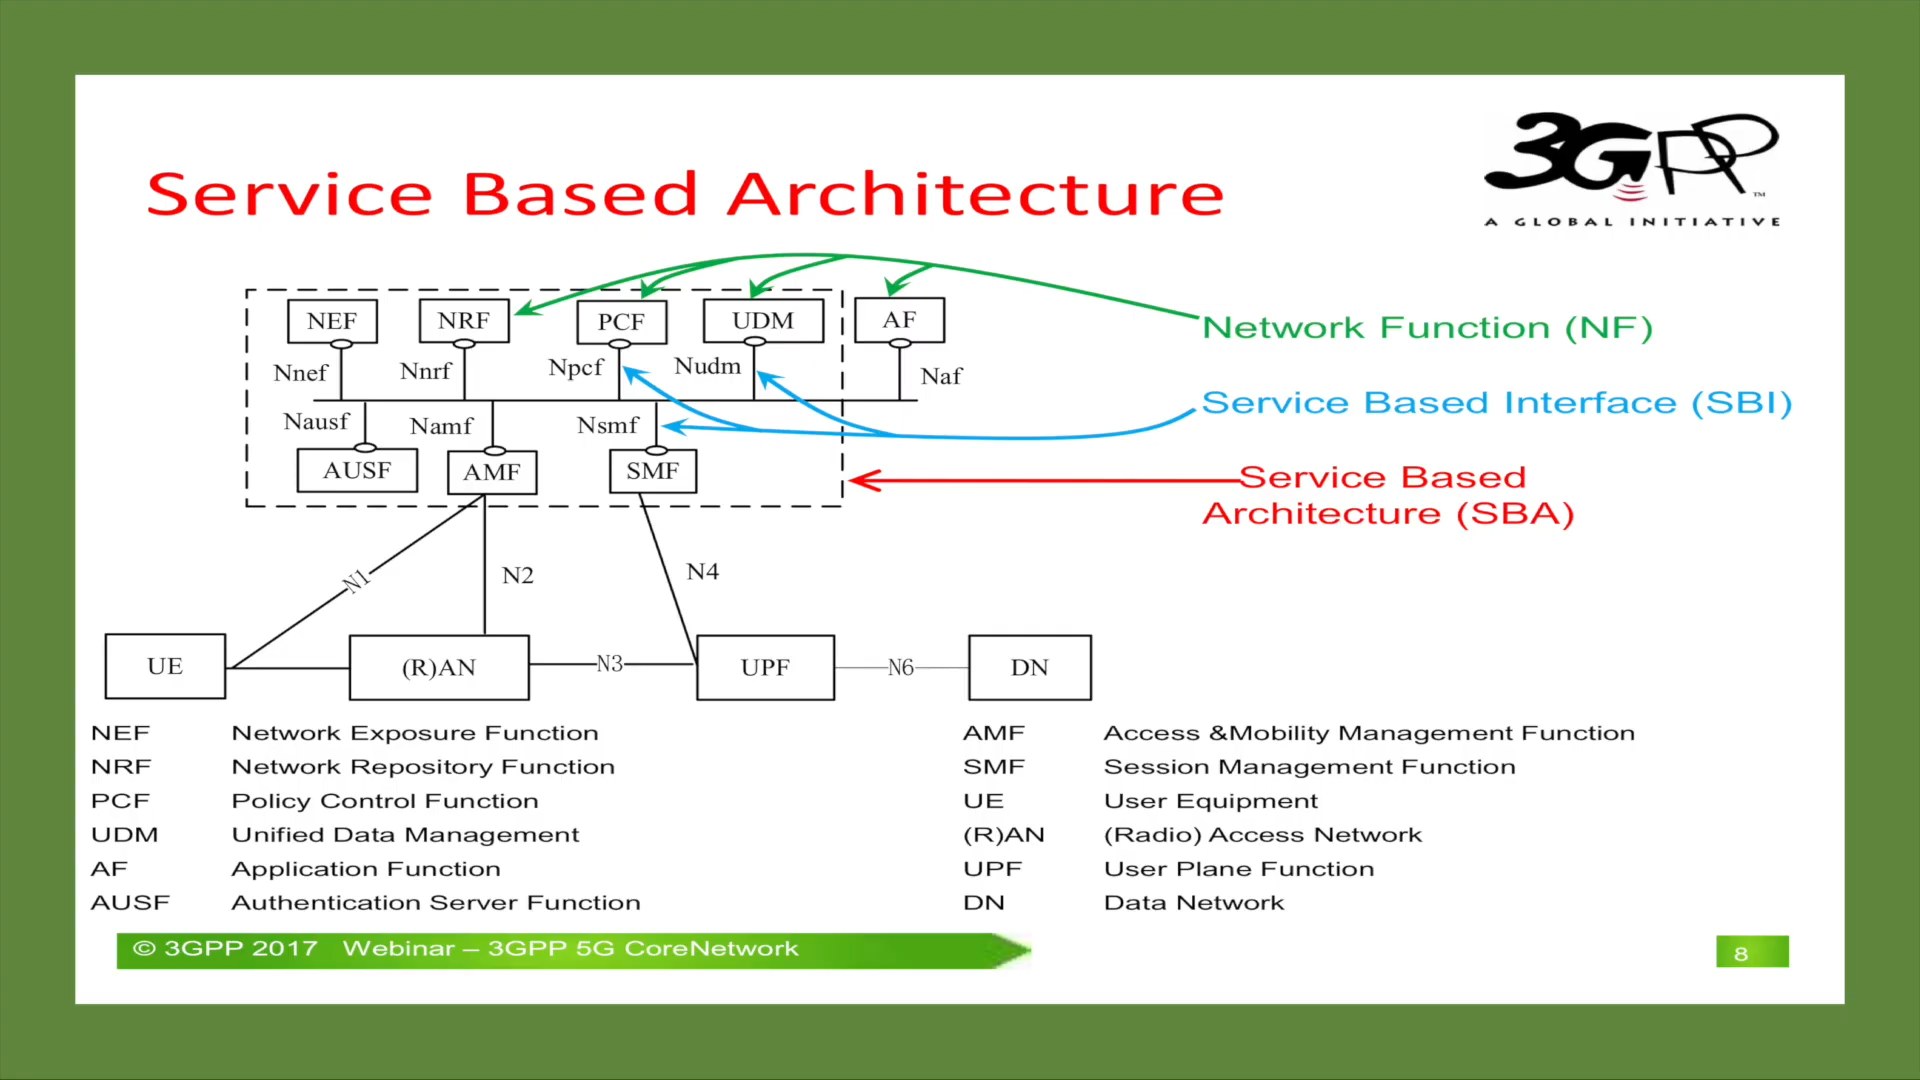 3GPP
TM
A GLOBAL INITIATIVE
Service Based Architecture
NEF NRF PCF UDM AF
Network Function (NF)
Nnef Nnrf Npcf Nudm Naf
Service Based Interface (SBI)
Nausf Namf Nsmf
AUSF AMF SMF
Service Based
Architecture (SBA)
N1 N2 N4
UE (R)AN N3 UPF N6 DN
NEF Network Exposure Function
NRF Network Repository Function
PCF Policy Control Function
UDM Unified Data Management
AF Application Function
AUSF Authentication Server Function
AMF Access &Mobility Management Function
SMF Session Management Function
UE User Equipment
(R)AN (Radio) Access Network
UPF User Plane Function
DN Data Network
© 3GPP 2017 Webinar – 3GPP 5G CoreNetwork
8